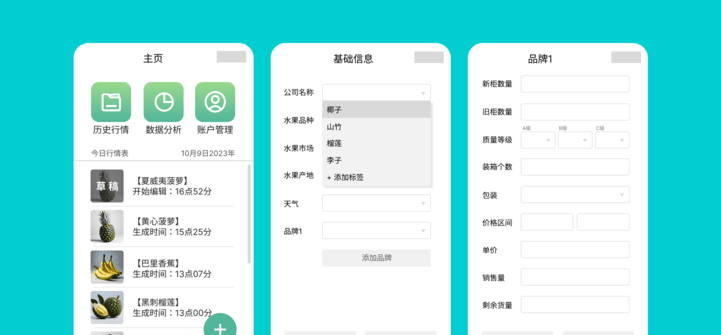 主页
历史行情 数据分析 账户管理
今日行情表 10月9日2023年
草稿
【夏威夷菠萝】
开始编辑：16点52分
【黄心菠萝】
生成时间：15点25分
【巴里香蕉】
生成时间：13点07分
【黑刺榴莲】
生成时间：13点00分
+
基础信息
公司名称
水果品种
水果市场
水果产地
椰子
山竹
榴莲
李子
+ 添加标签
天气
品牌1
添加品牌
品牌1
新柜数量
旧柜数量
A级 B级 C级
质量等级
装箱个数
包装
价格区间
单价
销售量
剩余货量